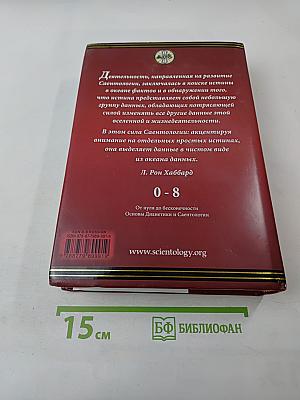 Деятельность, направленная на развитие
Саентологии, заключалась в поиске истины
в океане фактов и в обнаружении того,
что истина представляет собой небольшую
группу данных, обладающих потрясающей
силой изменять все другие данные этой
вселенной и жизнедеятельности.
В этом сила Саентологии: акцентируя
внимание на отдельных простых истинах,
она выделяет данные в чистом виде
из океана данных.
Л. Рон Хаббард
0 - 8
От нуля до бесконечности
Основы Дианетики и Саентологии
www.scientology.org
15 см
БФ БИБЛИОФАН